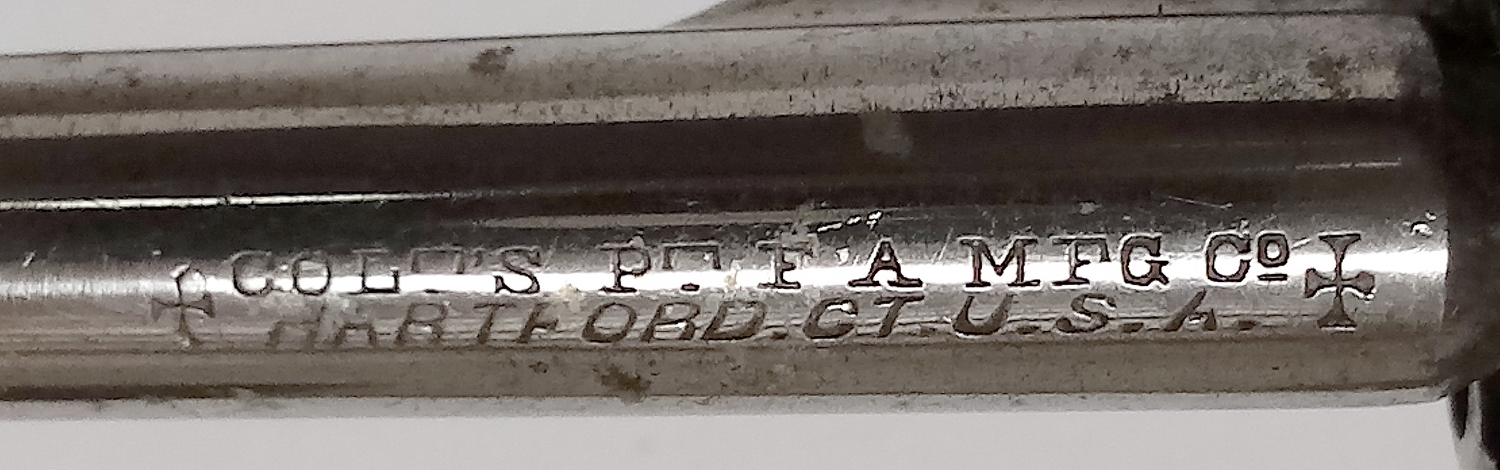 COLT'S PT. F A MFG Cº
HARTFORD.CT.U.S.A.